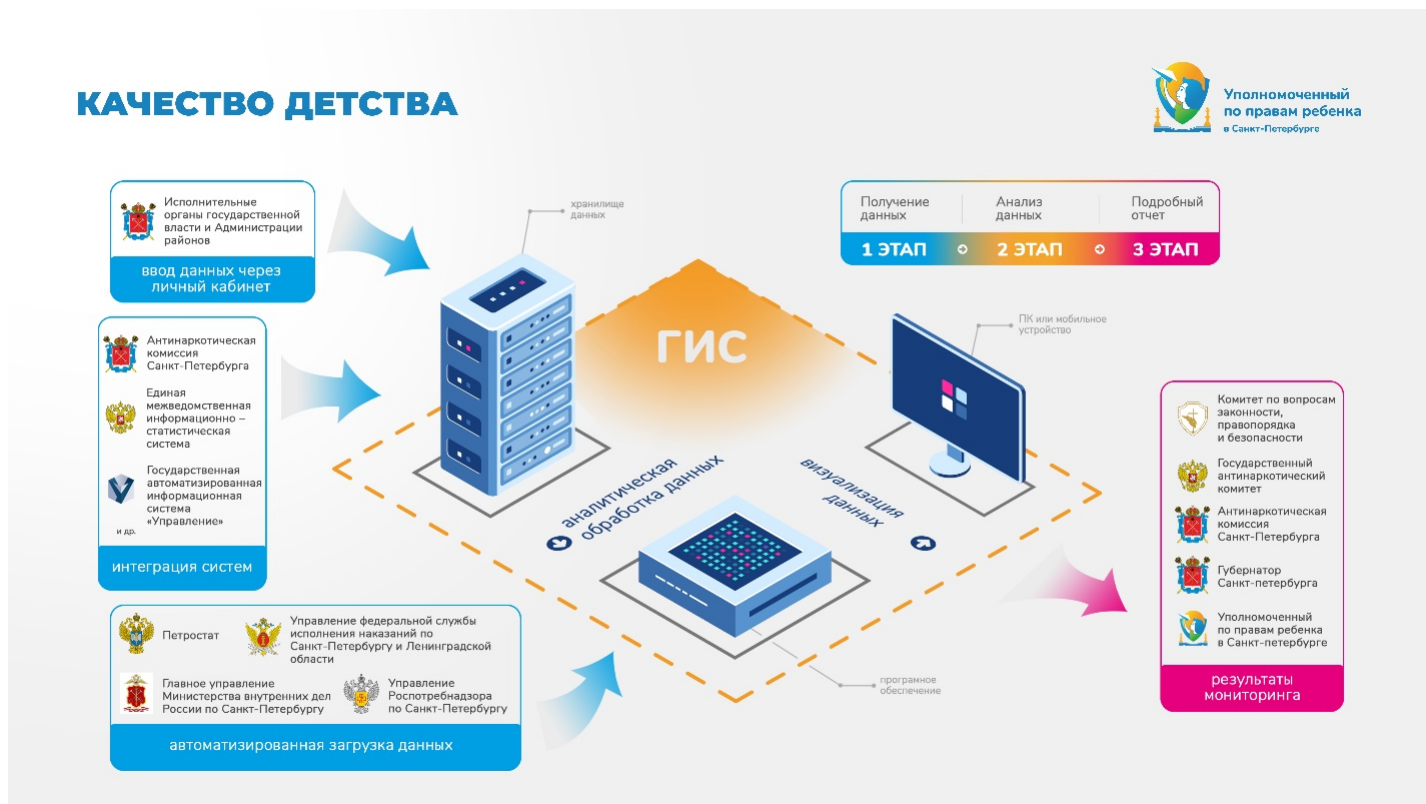 КАЧЕСТВО ДЕТСТВА
Уполномоченный
по правам ребенка
в Санкт-Петербурге
Исполнительные
органы государственной
власти и Администрации
районов
ввод данных через
личный кабинет
хранилище
данных
Получение
данных
Анализ
данных
Подробный
отчет
1 ЭТАП
2 ЭТАП
3 ЭТАП
Антинаркотическая
комиссия
Санкт-Петербурга
Единая
межведомственная
информационно –
статистическая
система
Государственная
автоматизированная
информационная
система
«Управление»
и др.
интеграция систем
ГИС
ПК или мобильное
устройство
аналитическая
обработка данных
визуализация
данных
програмное
обеспечение
Петростат
Управление федеральной службы
исполнения наказаний по
Санкт-Петербургу и Ленинградской
области
Главное управление
Министерства внутренних дел
России по Санкт-Петербургу
Управление
Роспотребнадзора
по Санкт-Петербургу
автоматизированная загрузка данных
Комитет по вопросам
законности,
правопорядка
и безопасности
Государственный
антинаркотический
комитет
Антинаркотическая
комиссия
Санкт-Петербурга
Губернатор
Санкт-петербурга
Уполномоченный
по правам ребенка
в Санкт-петербурге
результаты
мониторинга